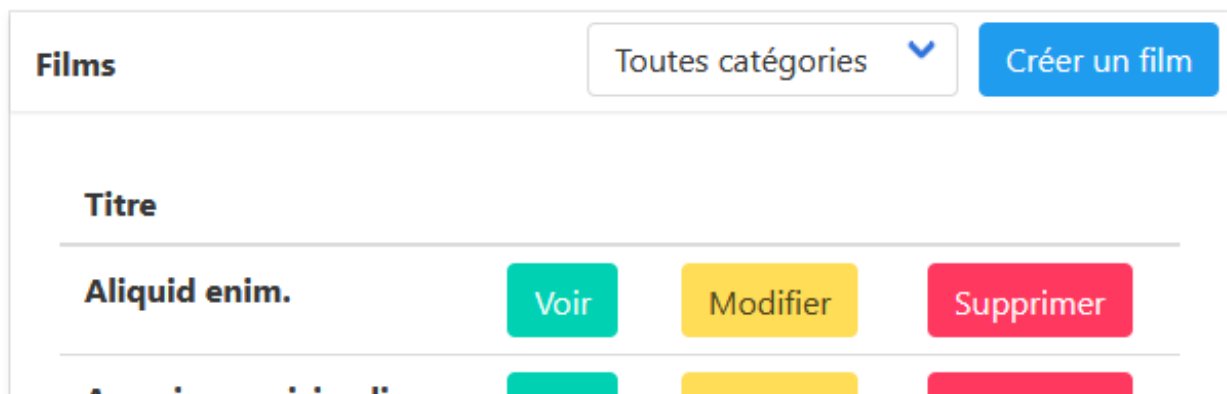 Films
Toutes catégories
Créer un film
Titre
Aliquid enim.
Voir
Modifier
Supprimer